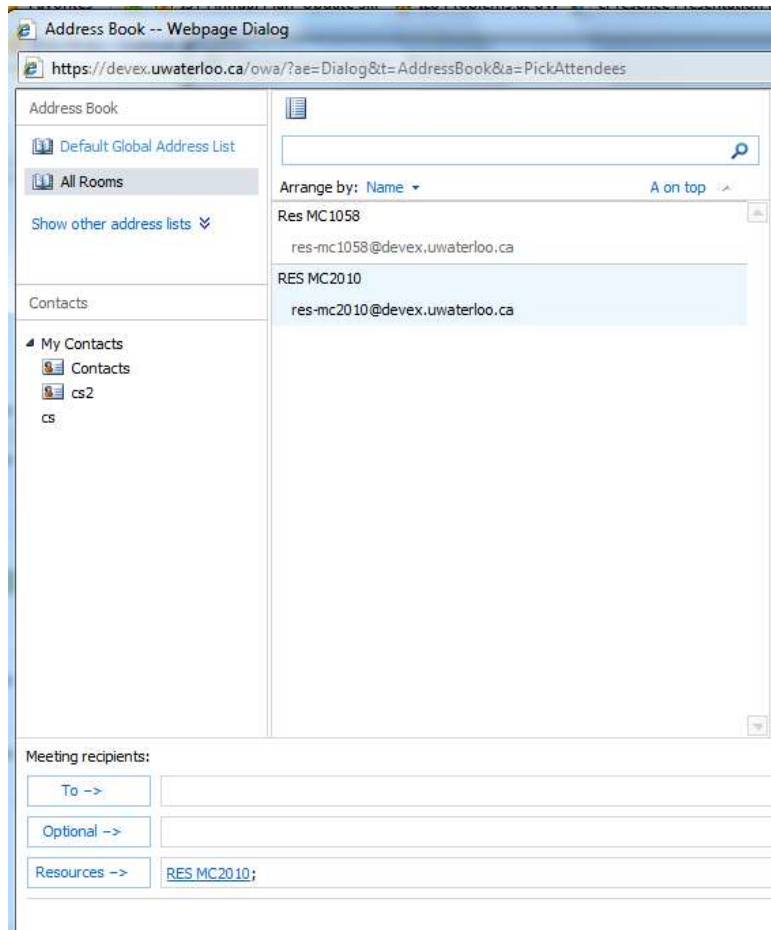 Address Book -- Webpage Dialog
https://devex.uwaterloo.ca/owa/?ae=Dialog&t=AddressBook&a=PickAttendees
Address Book
Default Global Address List
All Rooms
Show other address lists
Arrange by: Name
A on top
Res MC1058
res-mc1058@devex.uwaterloo.ca
RES MC2010
res-mc2010@devex.uwaterloo.ca
Contacts
My Contacts
Contacts
cs2
cs
Meeting recipients:
To ->
Optional ->
Resources -> RES MC2010;